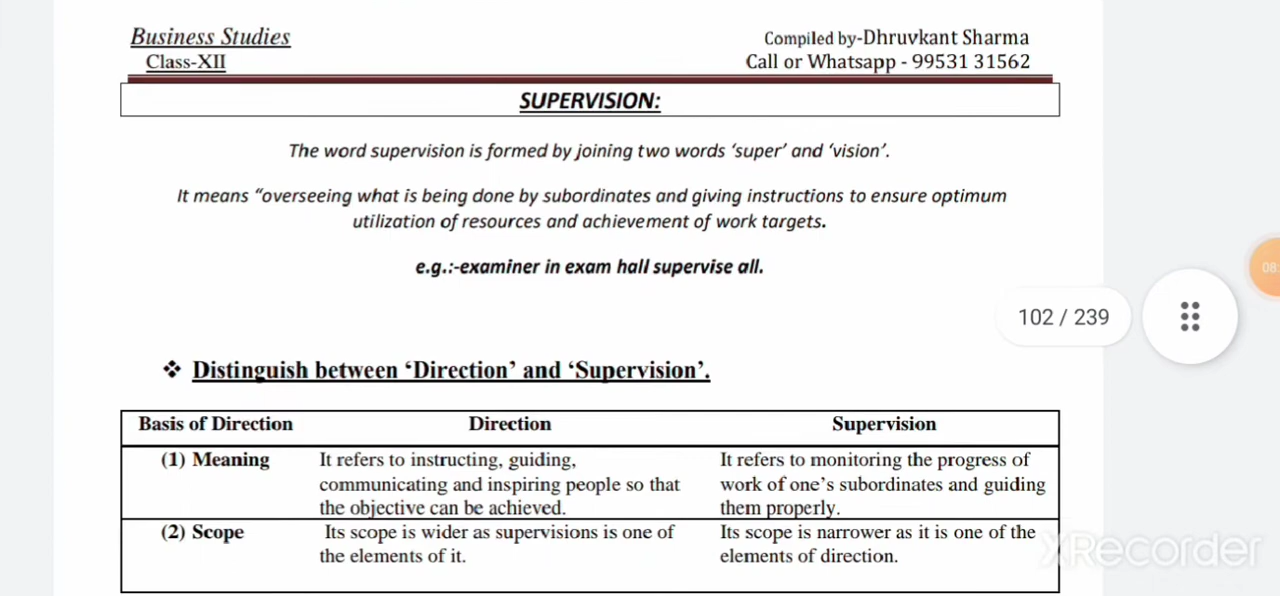 Business Studies
Compiled by-Dhruvkant Sharma
Class-XII
Call or Whatsapp - 99531 31562
SUPERVISION:
The word supervision is formed by joining two words ‘super’ and ‘vision’.
It means “overseeing what is being done by subordinates and giving instructions to ensure optimum
utilization of resources and achievement of work targets.
e.g.:-examiner in exam hall supervise all.
08:
102 / 239
❖ Distinguish between ‘Direction’ and ‘Supervision’.
Basis of Direction Direction Supervision
(1) Meaning It refers to instructing, guiding, It refers to monitoring the progress of
communicating and inspiring people so that work of one’s subordinates and guiding
the objective can be achieved. them properly.
(2) Scope Its scope is wider as supervisions is one of Its scope is narrower as it is one of the
the elements of it. elements of direction.
XRecorder